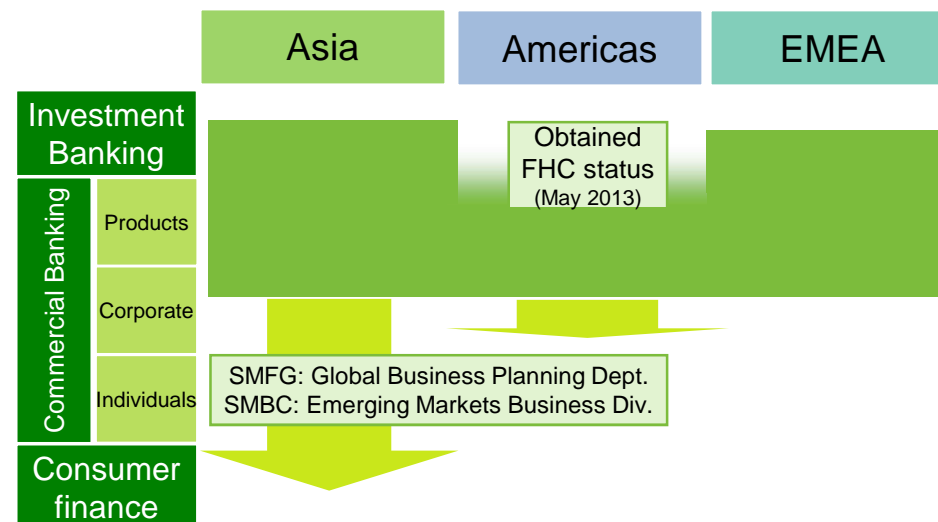 Asia
Americas
EMEA
Investment
Banking
Obtained
FHC status
(May 2013)
Commercial Banking
Products
Corporate
Individuals
SMFG: Global Business Planning Dept.
SMBC: Emerging Markets Business Div.
Consumer
finance